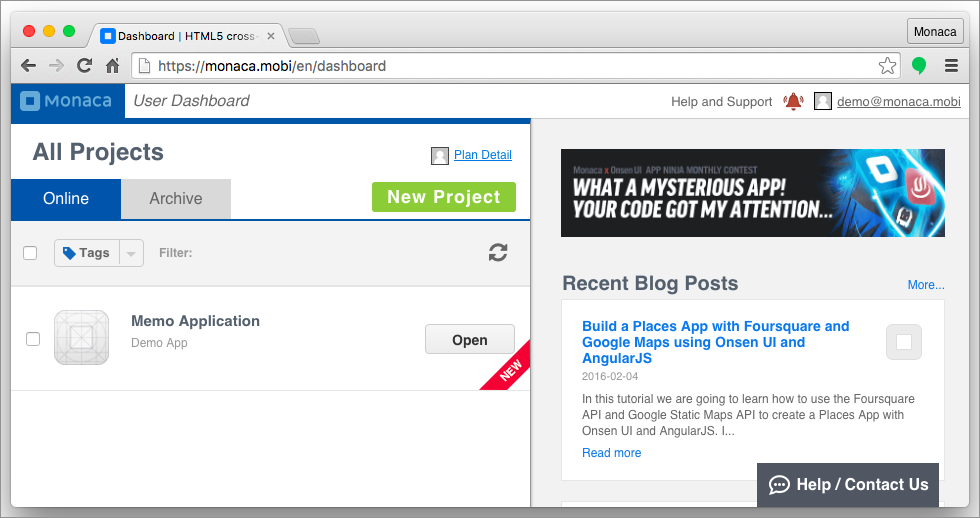 Dashboard | HTML5 cross-
Monaca
https://monaca.mobi/en/dashboard
Monaca
User Dashboard
Help and Support
demo@monaca.mobi
All Projects
Plan Detail
Online
Archive
New Project
Tags
Filter:
Memo Application
Demo App
Open
NEW
Monaca x Onsen UI APP NINJA MONTHLY CONTEST
WHAT A MYSTERIOUS APP!
YOUR CODE GOT MY ATTENTION...
Recent Blog Posts
More...
Build a Places App with Foursquare and
Google Maps using Onsen UI and
AngularJS
2016-02-04
In this tutorial we are going to learn how to use the Foursquare
API and Google Static Maps API to create a Places App with
Onsen UI and AngularJS. I...
Read more
Help / Contact Us